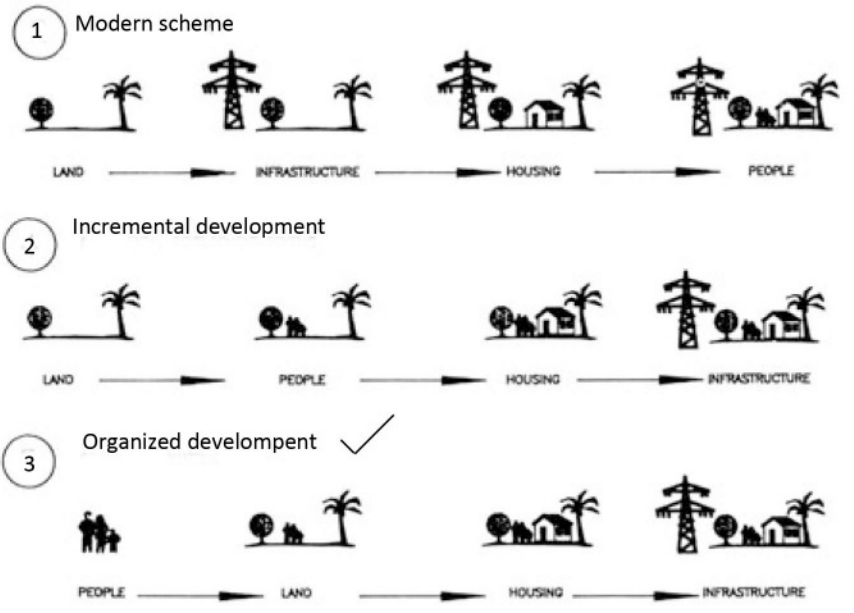 1 Modern scheme
LAND INFRASTRUCTURE HOUSING PEOPLE
2 Incremental development
LAND PEOPLE HOUSING INFRASTRUCTURE
3 Organized develompent
PEOPLE LAND HOUSING INFRASTRUCTURE